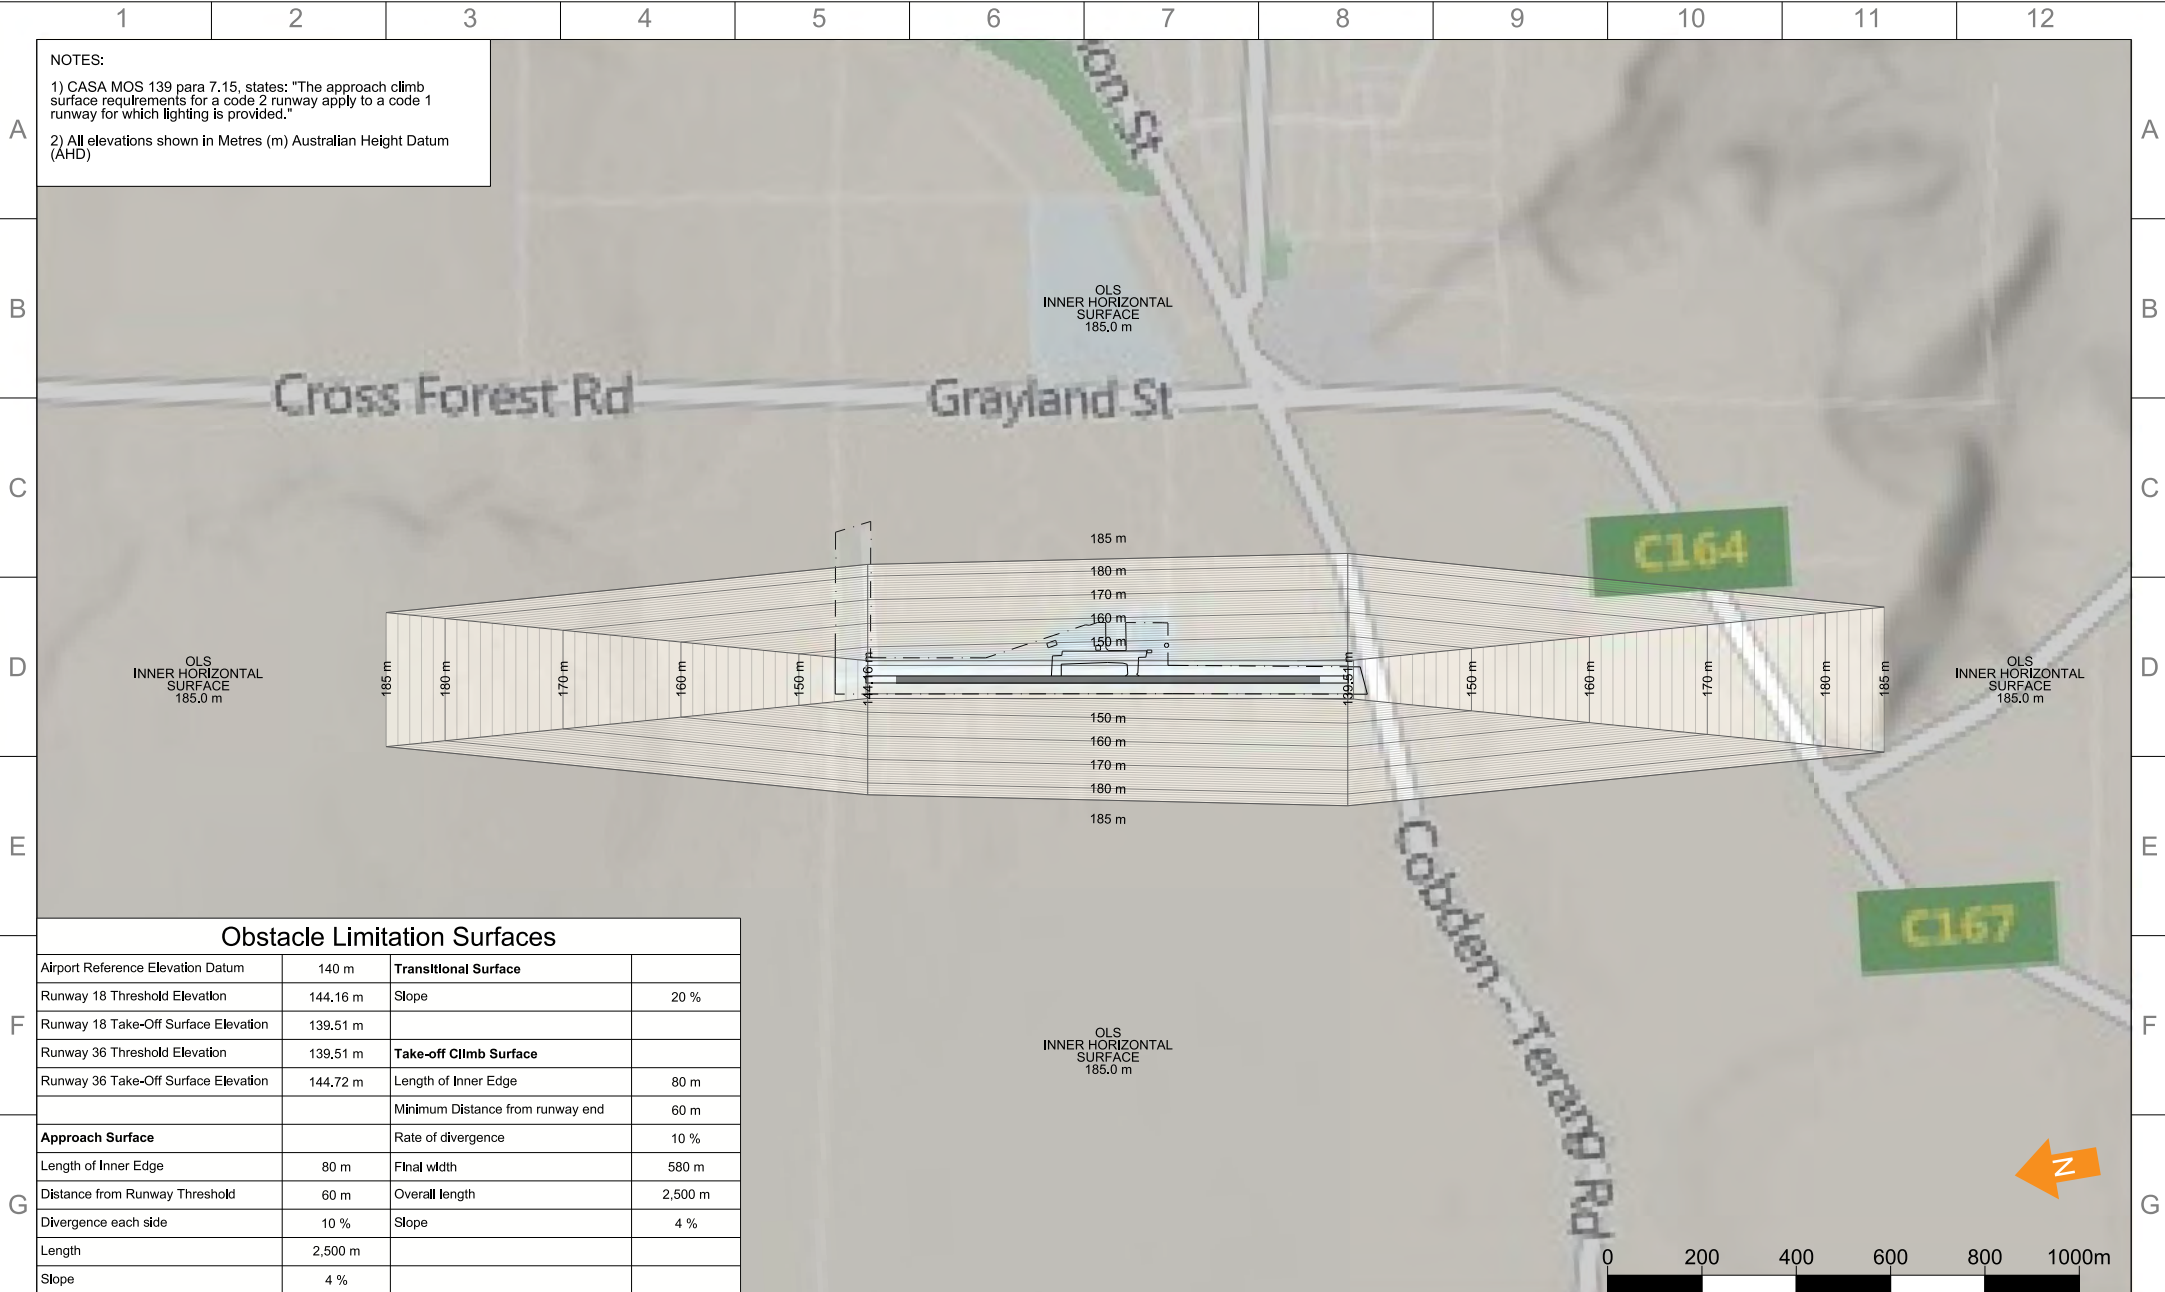 1 2 3 4 5 6 7 8 9 10 11 12
NOTES:
1) CASA MOS 139 para 7.15, states: "The approach climb
surface requirements for a code 2 runway apply to a code 1
runway for which lighting is provided."
2) All elevations shown in Metres (m) Australian Height Datum
(AHD)
A A
St
B B
OLS
INNER HORIZONTAL
SURFACE
185.0 m
Cross Forest Rd
Grayland St
C C
C164
185 m
180 m
170 m
160 m
150 m
D D
OLS
INNER HORIZONTAL
SURFACE
185.0 m
185 m
180 m
170 m
160 m
150 m
144.16 m
139.51 m
150 m
160 m
170 m
180 m
185 m
OLS
INNER HORIZONTAL
SURFACE
185.0 m
150 m
160 m
170 m
180 m
185 m
E E
Cobden - Terang Rd
C167
Obstacle Limitation Surfaces
Airport Reference Elevation Datum 140 m Transitional Surface
Runway 18 Threshold Elevation 144.16 m Slope 20 %
Runway 18 Take-Off Surface Elevation 139.51 m
Runway 36 Threshold Elevation 139.51 m Take-off Climb Surface
Runway 36 Take-Off Surface Elevation 144.72 m Length of Inner Edge 80 m
Minimum Distance from runway end 60 m
Approach Surface Rate of divergence 10 %
Length of Inner Edge 80 m Final width 580 m
Distance from Runway Threshold 60 m Overall length 2,500 m
Divergence each side 10 % Slope 4 %
Length 2,500 m
Slope 4 %
F F
OLS
INNER HORIZONTAL
SURFACE
185.0 m
G G
N
0 200 400 600 800 1000m